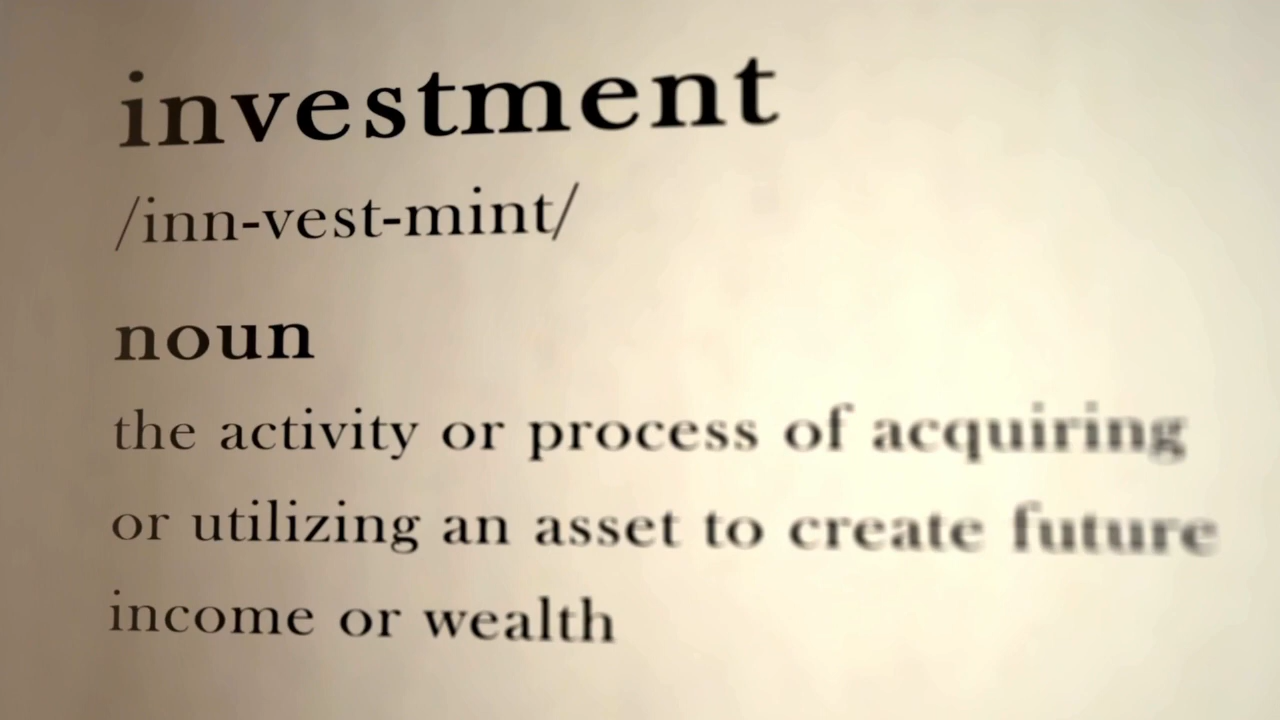 investment
/inn-vest-mint/
noun
the activity or process of acquiring
or utilizing an asset to create future
income or wealth